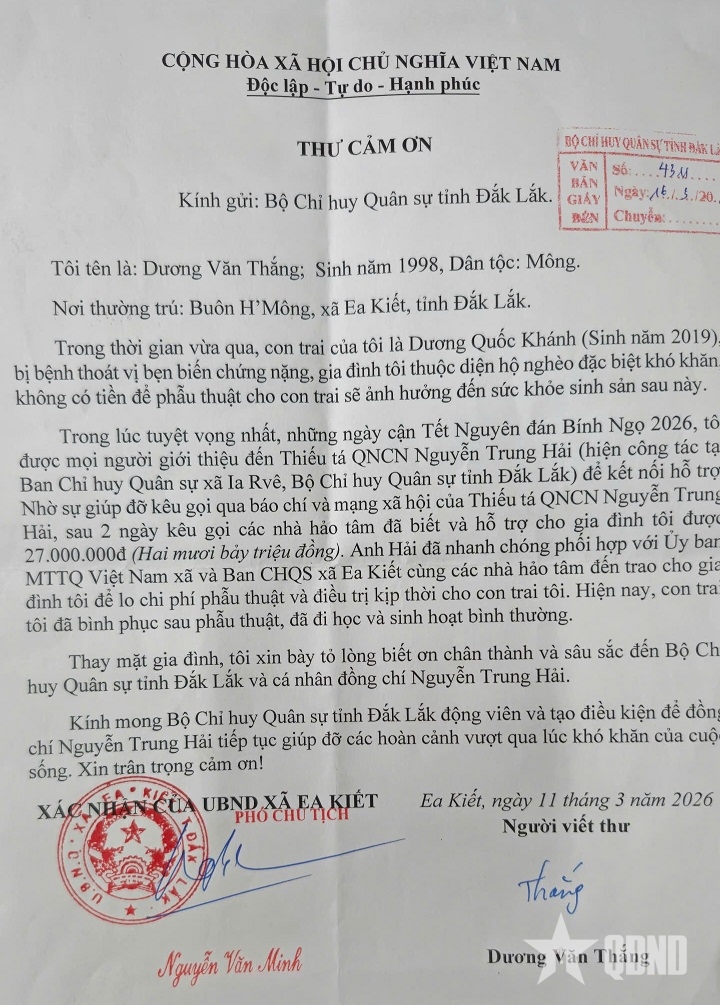 CỘNG HÒA XÃ HỘI CHỦ NGHĨA VIỆT NAM
Độc lập - Tự do - Hạnh phúc
THƯ CẢM ƠN
BỘ CHỈ HUY QUÂN SỰ TỈNH ĐẮK LẮ
VĂN BẢN GIẤY ĐẾN
Số:
Ngày: /3/20
Chuyển:
Kính gửi: Bộ Chỉ huy Quân sự tỉnh Đắk Lắk.
Tôi tên là: Dương Văn Thắng; Sinh năm 1998, Dân tộc: Mông.
Nơi thường trú: Buôn H'Mông, xã Ea Kiết, tỉnh Đắk Lắk.
Trong thời gian vừa qua, con trai của tôi là Dương Quốc Khánh (Sinh năm 2019),
bị bệnh thoát vị bẹn biến chứng nặng, gia đình tôi thuộc diện hộ nghèo đặc biệt khó khăn
không có tiền để phẫu thuật cho con trai sẽ ảnh hưởng đến sức khỏe sinh sản sau này.
Trong lúc tuyệt vọng nhất, những ngày cận Tết Nguyên đán Bính Ngọ 2026, tô
được mọi người giới thiệu đến Thiếu tá QNCN Nguyễn Trung Hải (hiện công tác tạ
Ban Chỉ huy Quân sự xã Ia Rvê, Bộ Chỉ huy Quân sự tỉnh Đắk Lắk) để kết nối hỗ trợ
Nhờ sự giúp đỡ kêu gọi qua báo chí và mạng xã hội của Thiếu tá QNCN Nguyễn Trung
Hải, sau 2 ngày kêu gọi các nhà hảo tâm đã biết và hỗ trợ cho gia đình tôi được
27.000.000đ (Hai mươi bảy triệu đồng). Anh Hải đã nhanh chóng phối hợp với Ủy ban
MTTQ Việt Nam xã và Ban CHQS xã Ea Kiết cùng các nhà hảo tâm đến trao cho gia
đình tôi để lo chi phí phẫu thuật và điều trị kịp thời cho con trai tôi. Hiện nay, con trai
tôi đã bình phục sau phẫu thuật, đã đi học và sinh hoạt bình thường.
Thay mặt gia đình, tôi xin bày tỏ lòng biết ơn chân thành và sâu sắc đến Bộ Ch
huy Quân sự tỉnh Đắk Lắk và cá nhân đồng chí Nguyễn Trung Hải.
Kính mong Bộ Chỉ huy Quân sự tỉnh Đắk Lắk động viên và tạo điều kiện để đồng
chí Nguyễn Trung Hải tiếp tục giúp đỡ các hoàn cảnh vượt qua lúc khó khăn của cuộc
sống. Xin trân trọng cảm ơn!
XÁC NHẬN CỦA UBND XÃ EA KIẾT
PHÓ CHỦ TỊCH
U.B.N.D XÃ EA KIẾT T. ĐẮK LẮK
Nguyễn Văn Minh
Ea Kiết, ngày 11 tháng 3 năm 2026
Người viết thư
Thắng
Dương Văn Thắng
QĐND